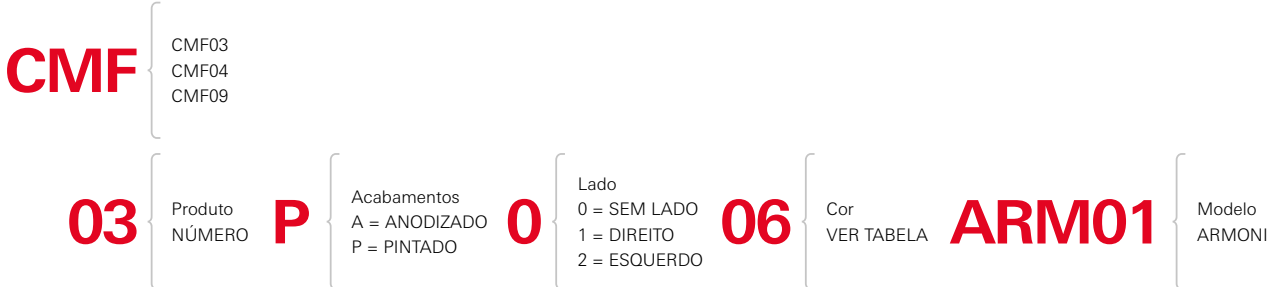 CMF
CMF03
CMF04
CMF09
03
Produto
NÚMERO
P
Acabamentos
A = ANODIZADO
P = PINTADO
0
Lado
0 = SEM LADO
1 = DIREITO
2 = ESQUERDO
06
Cor
VER TABELA
ARM01
Modelo
ARMONI